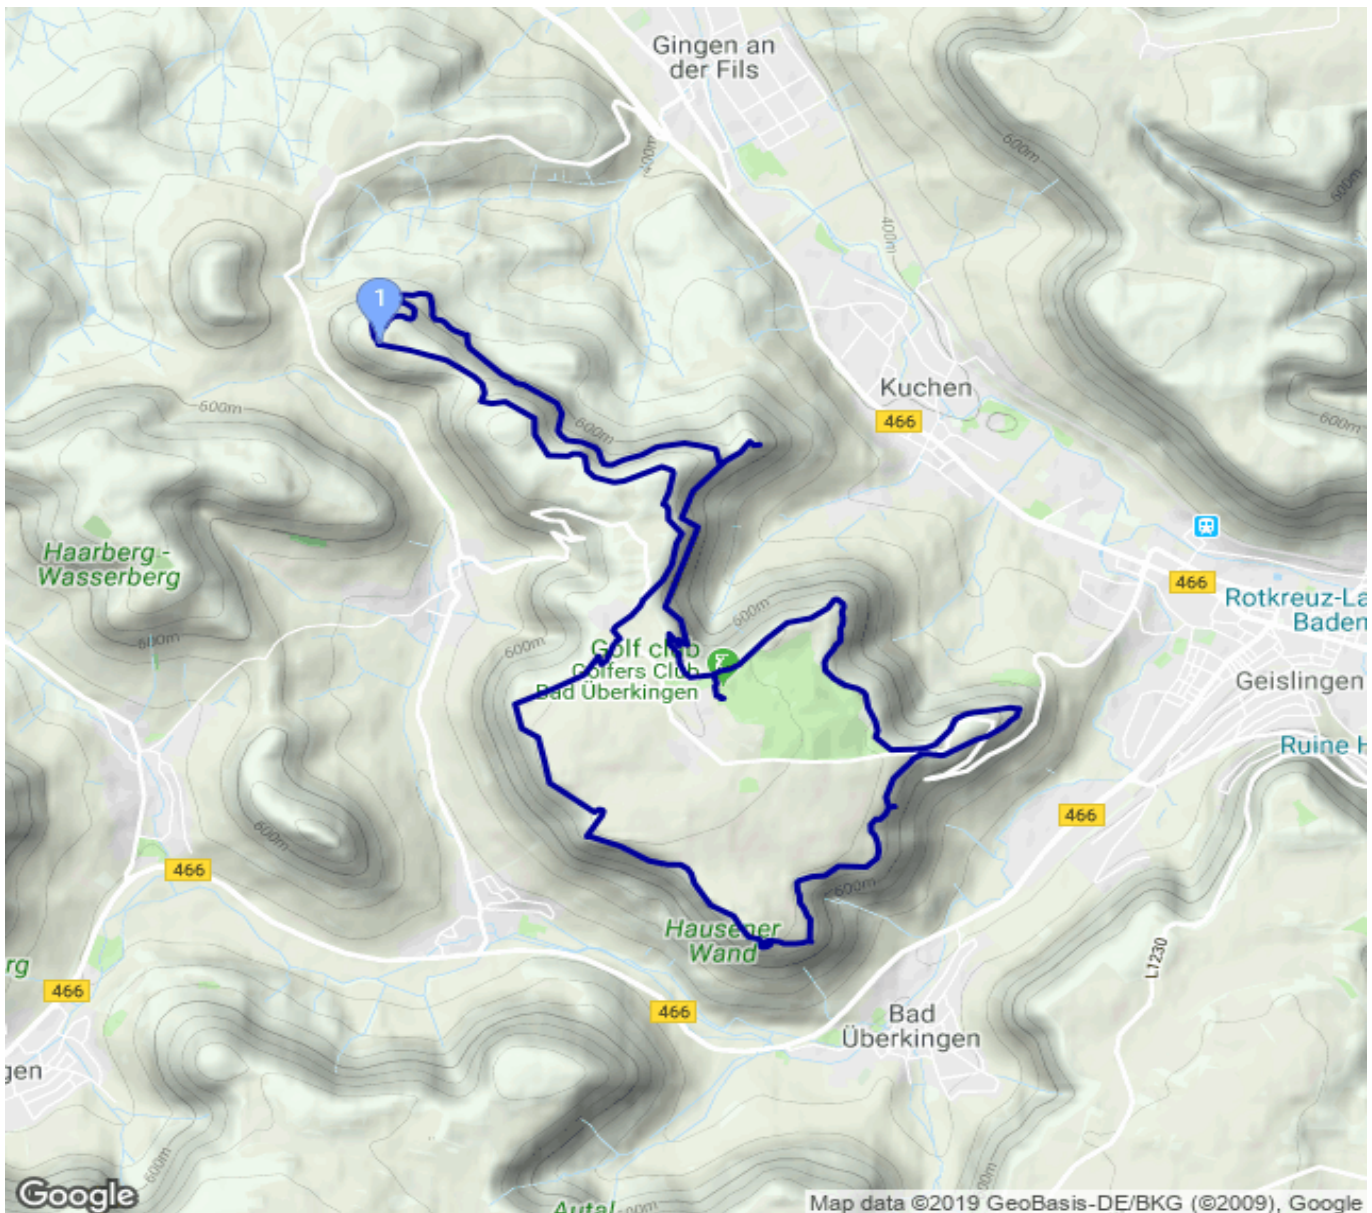 Gingen an
der Fils
600m
400m
400m
1
Kuchen
600m
466
600m
Haarberg -
Wasserberg
466
Rotkreuz-La
Baden
600m
600m
600m
Golf club
Golfers Club
Bad Überkingen
Geislingen
Ruine H
466
600m
466
600m
Hausener
Wand
rg
L1230
466
466
Bad
Überkingen
gen
600m
600m
Autal
Google
Map data ©2019 GeoBasis-DE/BKG (©2009), Google